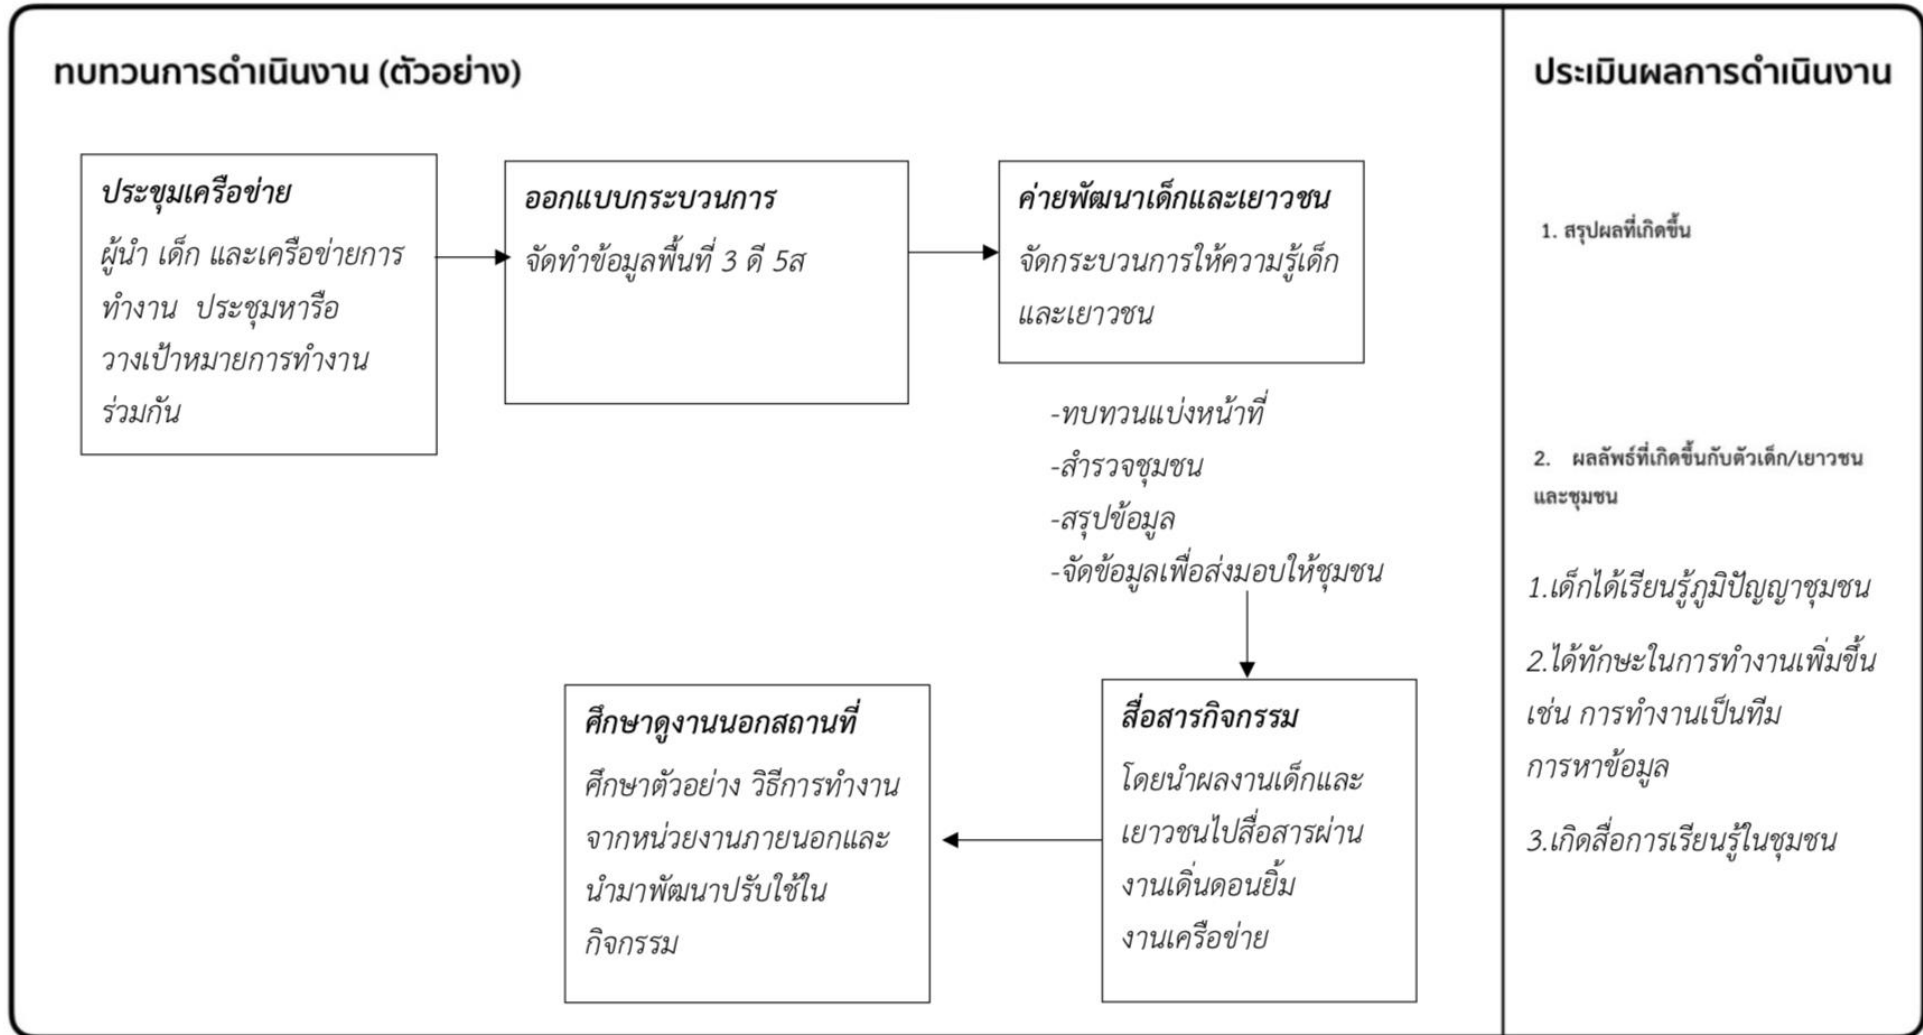 ทบทวนการดำเนินงาน (ตัวอย่าง)
ประชุมเครือข่าย
ผู้นำ เด็ก และเครือข่ายการ
ทำงาน ประชุมหารือ
วางเป้าหมายการทำงาน
ร่วมกัน
ออกแบบกระบวนการ
จัดทำข้อมูลพื้นที่ 3 ดี 5ส
ค่ายพัฒนาเด็กและเยาวชน
จัดกระบวนการให้ความรู้เด็ก
และเยาวชน
-ทบทวนแบ่งหน้าที่
-สำรวจชุมชน
-สรุปข้อมูล
-จัดข้อมูลเพื่อส่งมอบให้ชุมชน
สื่อสารกิจกรรม
โดยนำผลงานเด็กและ
เยาวชนไปสื่อสารผ่าน
งานเดิ่นดอนยิ้ม
งานเครือข่าย
ศึกษาดูงานนอกสถานที่
ศึกษาตัวอย่าง วิธีการทำงาน
จากหน่วยงานภายนอกและ
นำมาพัฒนาปรับใช้ใน
กิจกรรม
ประเมินผลการดำเนินงาน
1. สรุปผลที่เกิดขึ้น
2. ผลลัพธ์ที่เกิดขึ้นกับตัวเด็ก/เยาวชน
และชุมชน
1.เด็กได้เรียนรู้ภูมิปัญญาชุมชน
2.ได้ทักษะในการทำงานเพิ่มขึ้น
เช่น การทำงานเป็นทีม
การหาข้อมูล
3.เกิดสื่อการเรียนรู้ในชุมชน